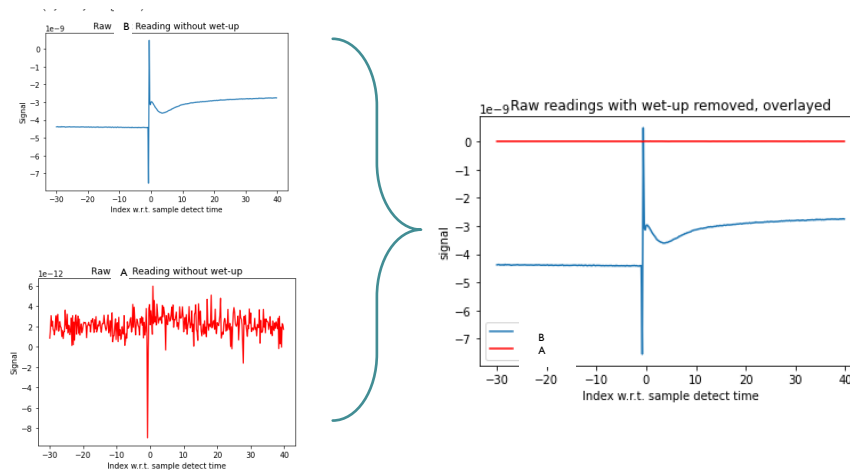 Raw B Reading without wet-up
1e-9
0
−1
−2
−3
−4
−5
−6
−7
Signal
−30 −20 −10 0 10 20 30 40
Index w.r.t. sample detect time
Raw A Reading without wet-up
1e-12
6
4
2
0
−2
−4
−6
−8
Signal
−30 −20 −10 0 10 20 30 40
Index w.r.t. sample detect time
1e-9 Raw readings with wet-up removed, overlayed
0
−1
−2
−3
−4
−5
−6
−7
signal
B
A
−30 −20 −10 0 10 20 30 40
Index w.r.t. sample detect time